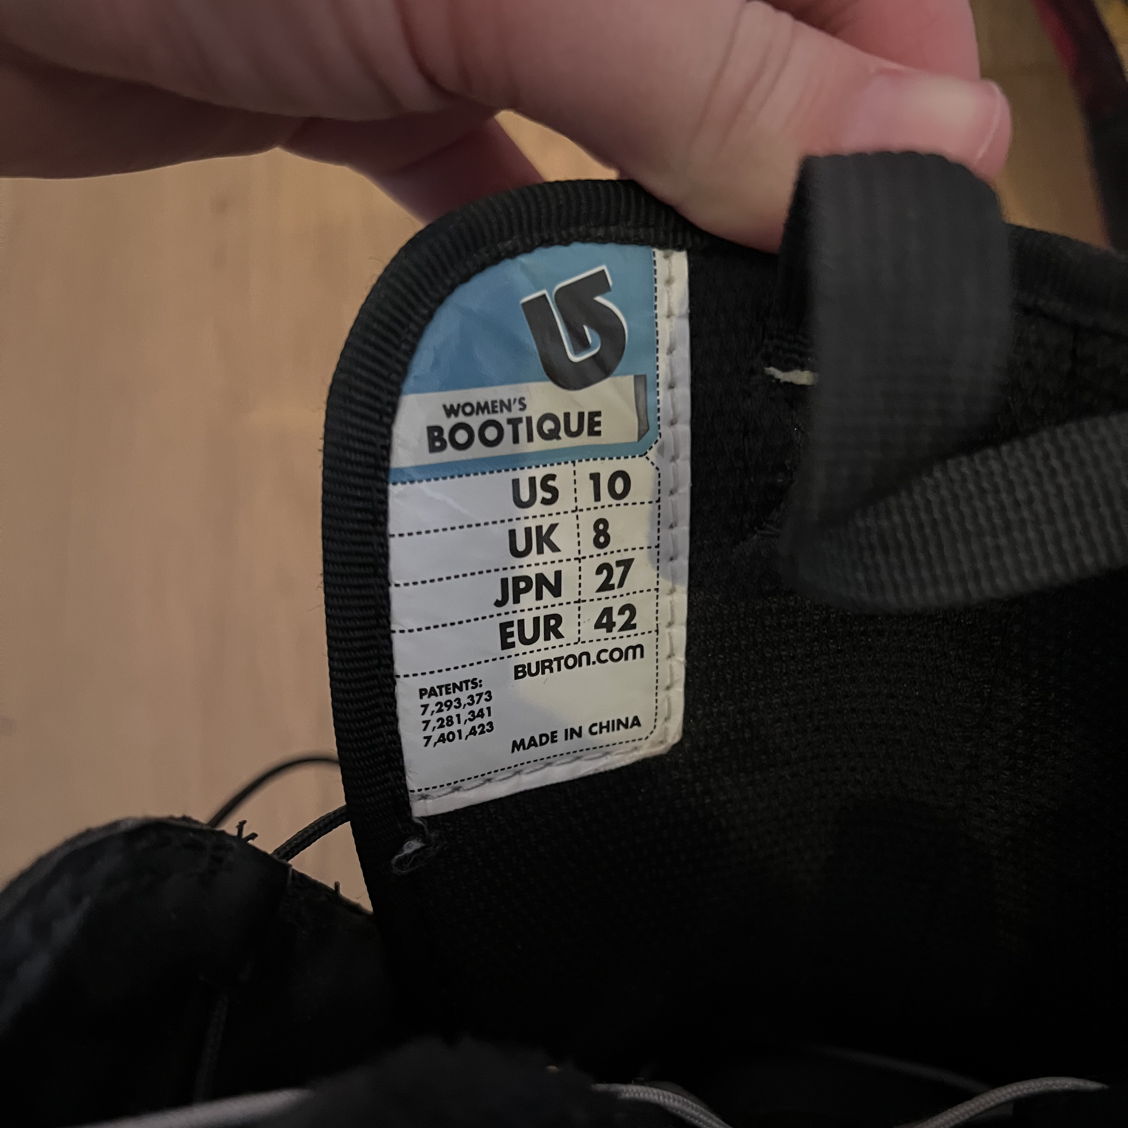 WOMEN'S
BOOTIQUE
US 10
UK 8
JPN 27
EUR 42
BURTON.COM
PATENTS:
7,293,373
7,281,341
7,401,423
MADE IN CHINA